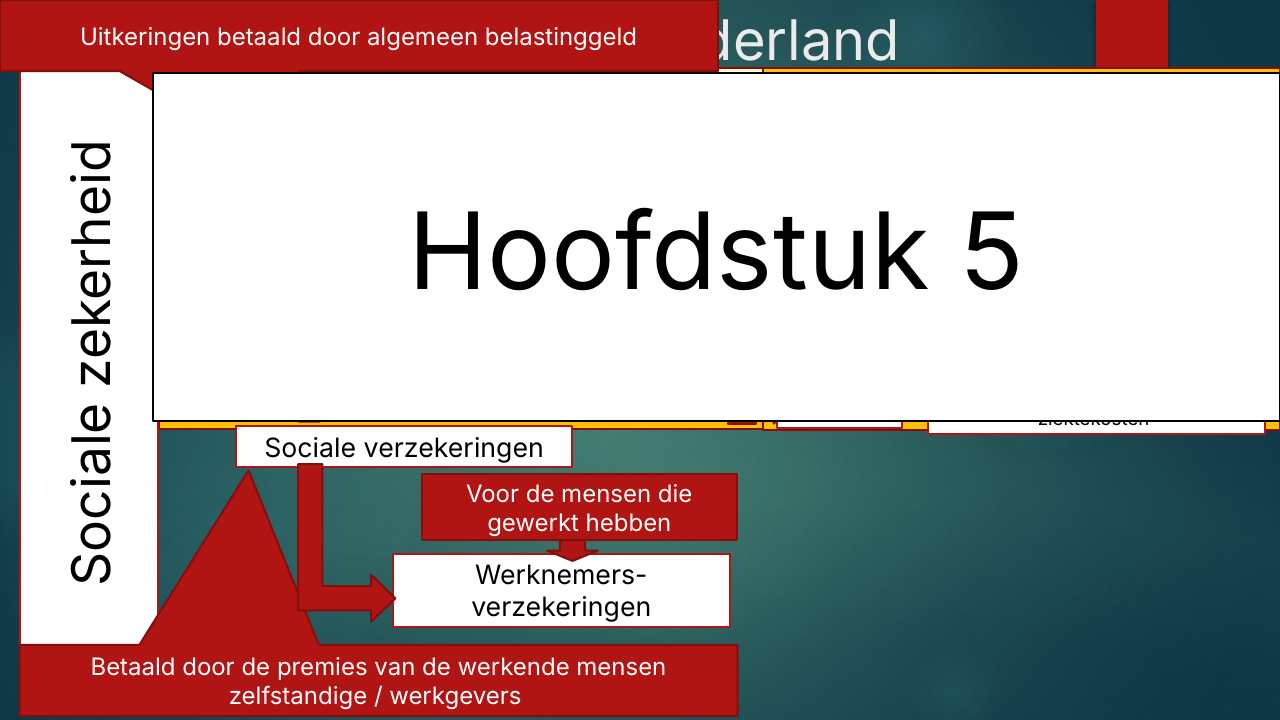 Uitkeringen betaald door algemeen belastinggeld
derland
Sociale zekerheid
Hoofdstuk 5
ziektekosten
Sociale verzekeringen
Voor de mensen die
gewerkt hebben
Werknemers-
verzekeringen
Betaald door de premies van de werkende mensen
zelfstandige / werkgevers